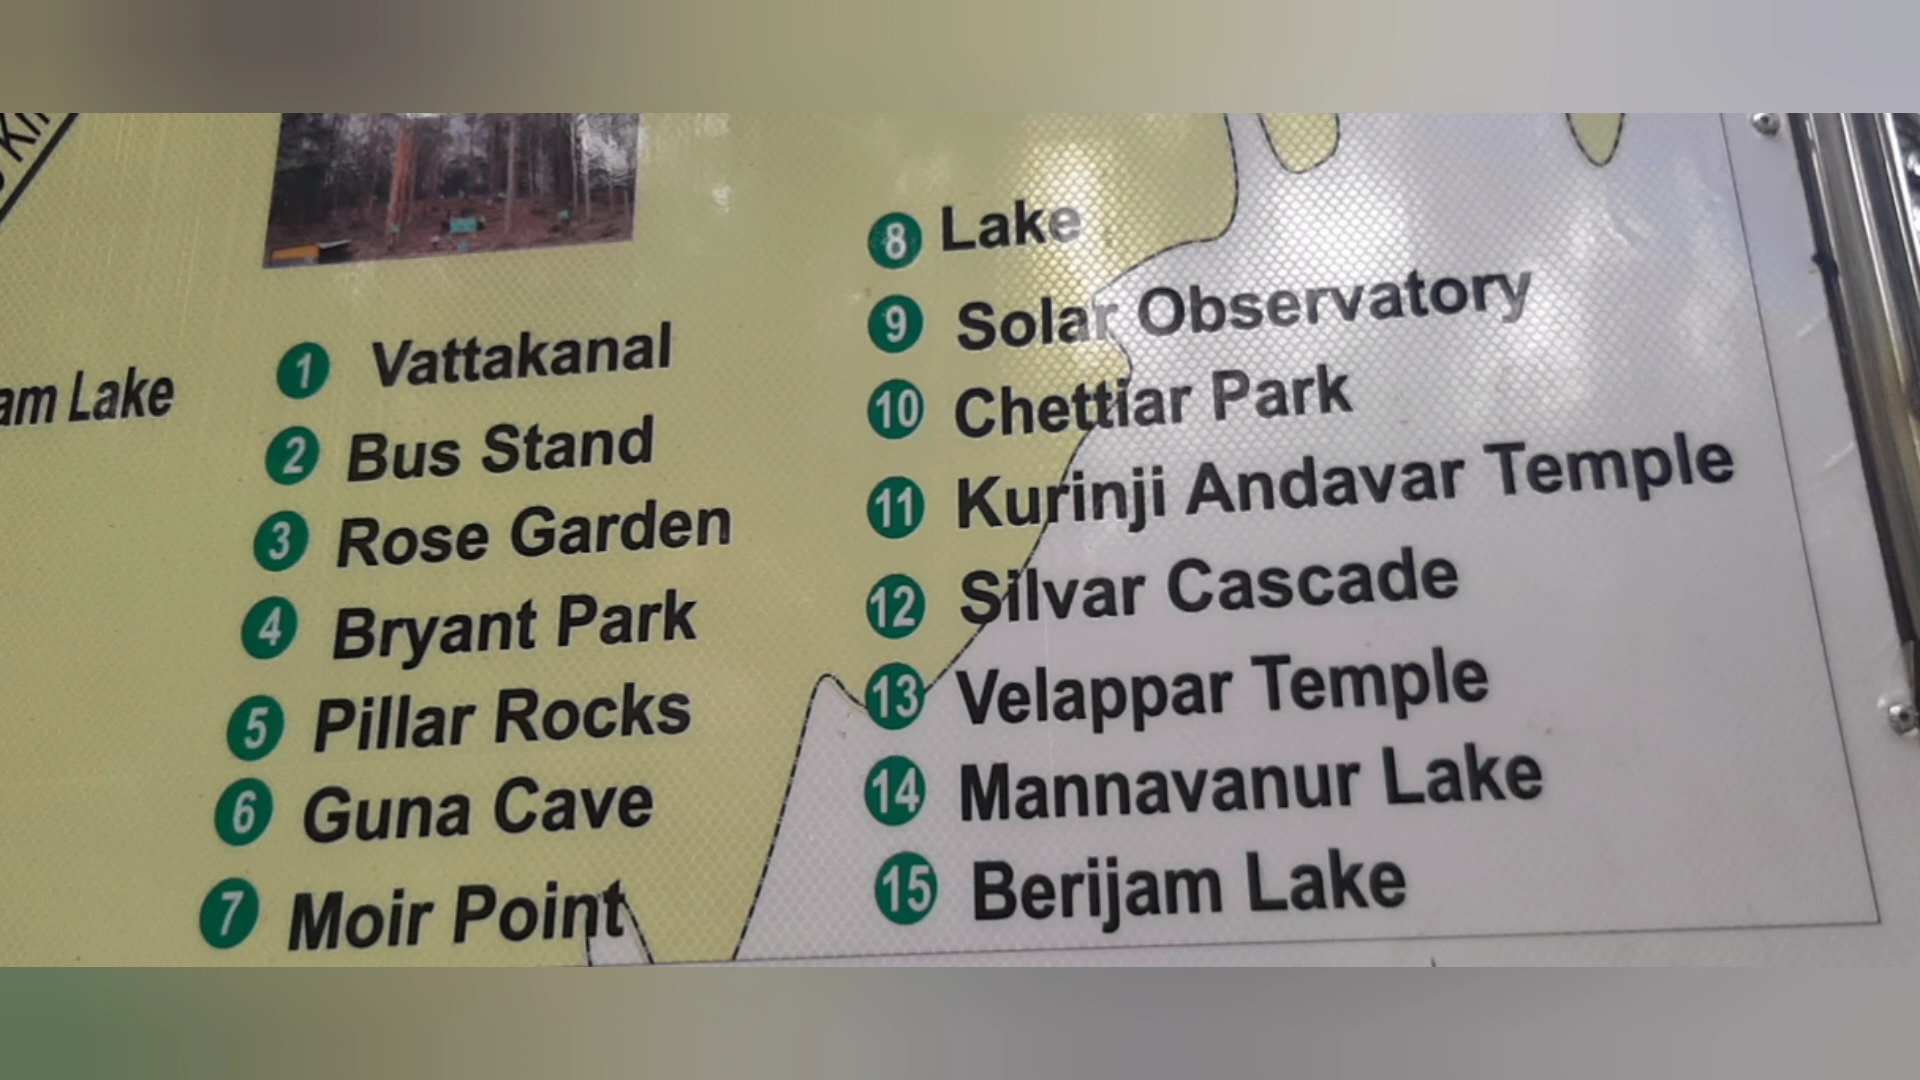 am Lake
1 Vattakanal
2 Bus Stand
3 Rose Garden
4 Bryant Park
5 Pillar Rocks
6 Guna Cave
7 Moir Point
8 Lake
9 Solar Observatory
10 Chettiar Park
11 Kurinji Andavar Temple
12 Silvar Cascade
13 Velappar Temple
14 Mannavanur Lake
15 Berijam Lake